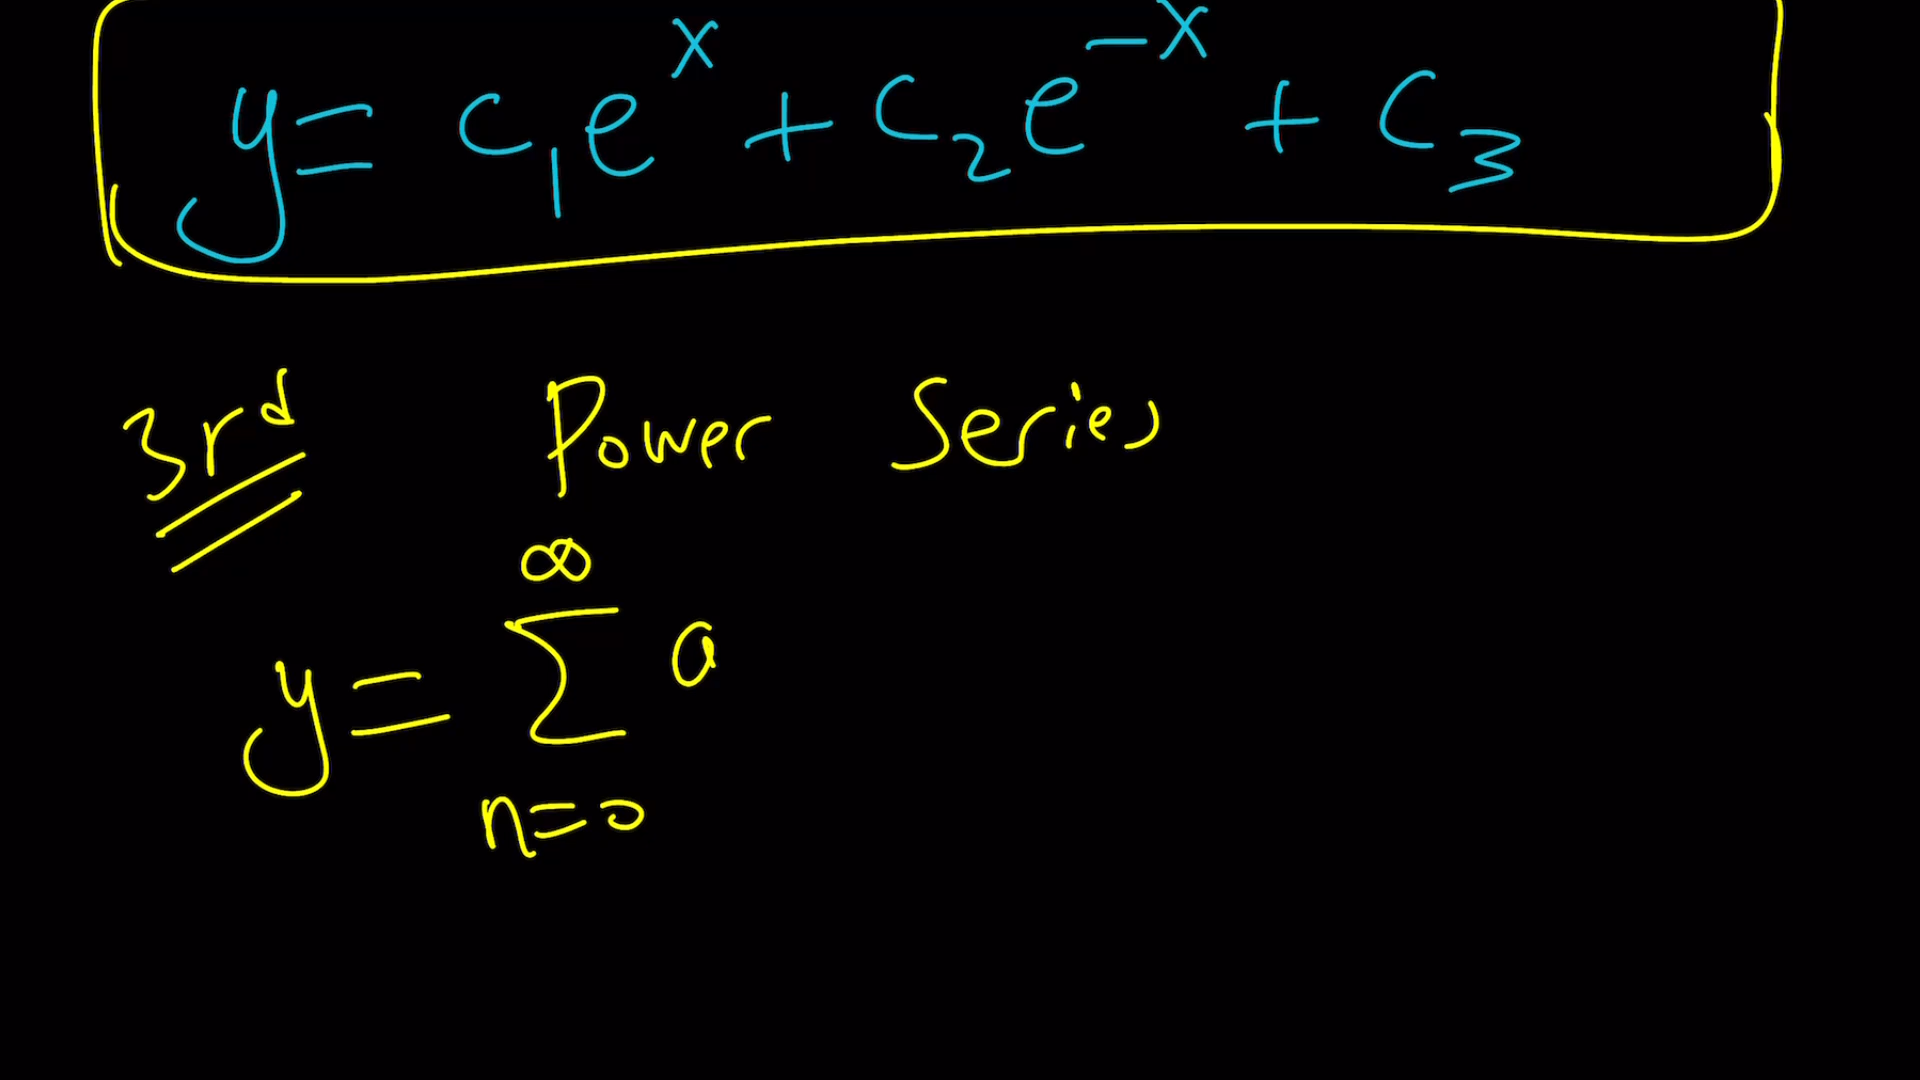 y = c₁eˣ + c₂e⁻ˣ + c₃
3rd Power Series
∞
y = Σ a
n=0